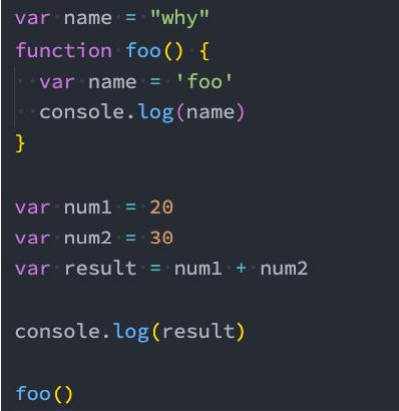 var name = "why"
function foo() {
  var name = 'foo'
  console.log(name)
}

var num1 = 20
var num2 = 30
var result = num1 + num2

console.log(result)

foo()